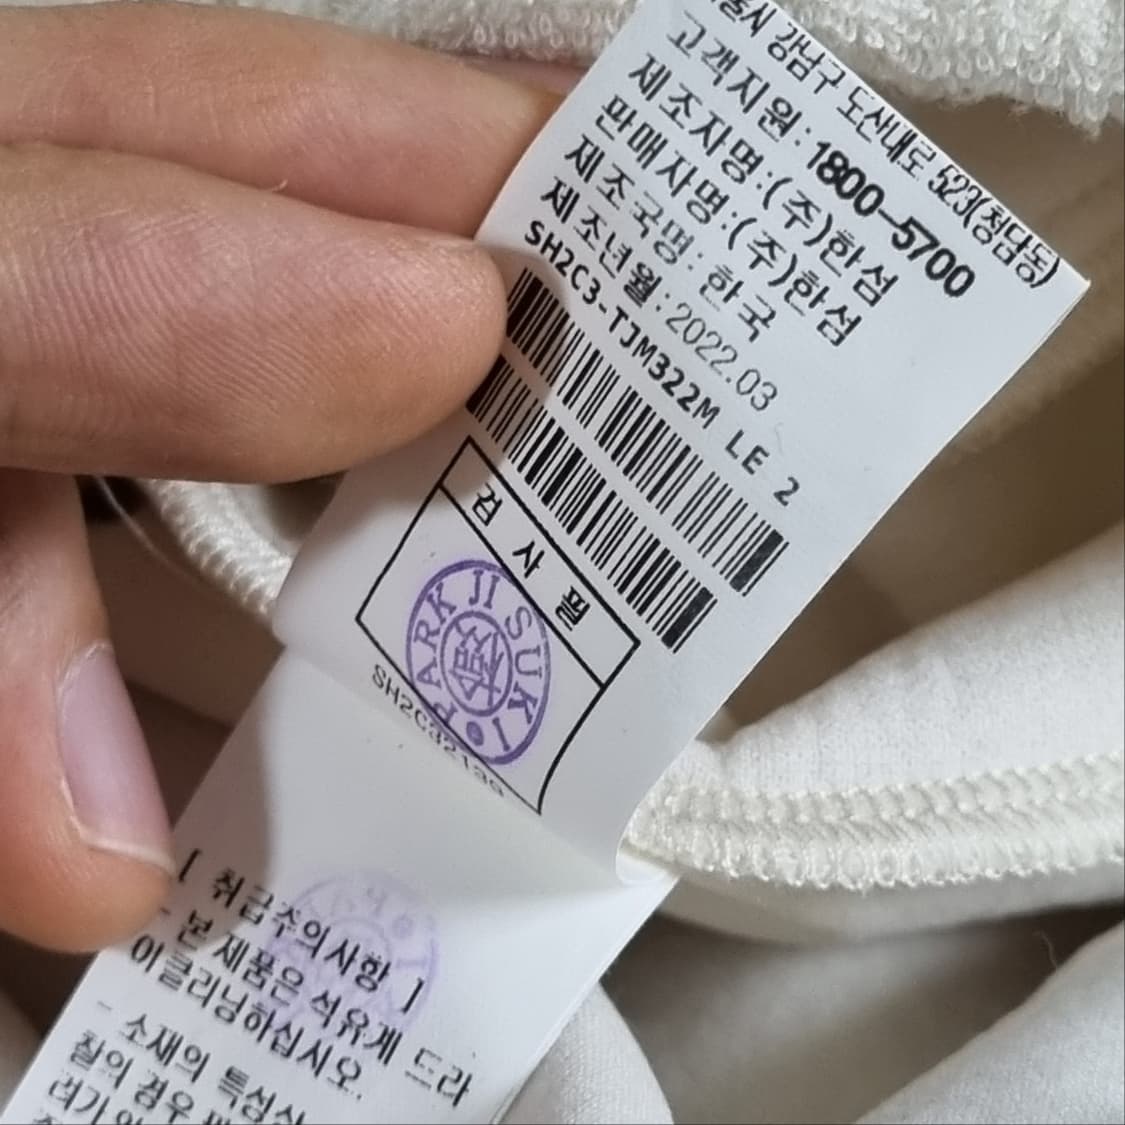 강남구 도산대로 523(청담동)
고객지원:1800-5700
제조자명:(주)한섬
판매자명:(주)한섬
제조국명:한국
제조년월:2022.03
SH2C3-TJM322M LE 2
검 사 필
PARK JI SUK
[ 취급주의사항 ]
- 본 제품은 석유계 드라
이클리닝하십시오.
- 소재의 특성상
찰의 경우